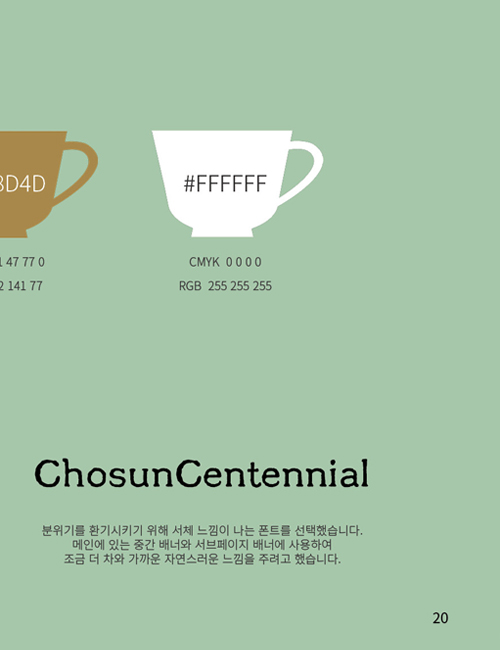 8D4D
#FFFFFF
1 47 77 0
CMYK 0 0 0 0
2 141 77
RGB 255 255 255
ChosunCentennial
분위기를 환기시키기 위해 서체 느낌이 나는 폰트를 선택했습니다.
메인에 있는 중간 배너와 서브페이지 배너에 사용하여
조금 더 차와 가까운 자연스러운 느낌을 주려고 했습니다.
20